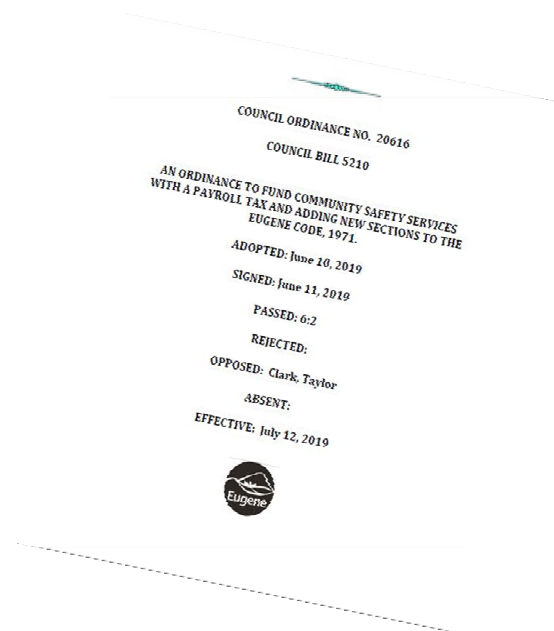 COUNCIL ORDINANCE NO. 20616
COUNCIL BILL 5210
AN ORDINANCE TO FUND COMMUNITY SAFETY SERVICES
WITH A PAYROLL TAX AND ADDING NEW SECTIONS TO THE
EUGENE CODE, 1971.
ADOPTED: June 10, 2019
SIGNED: June 11, 2019
PASSED: 6:2
REJECTED:
OPPOSED: Clark, Taylor
ABSENT:
EFFECTIVE: July 12, 2019
Eugene